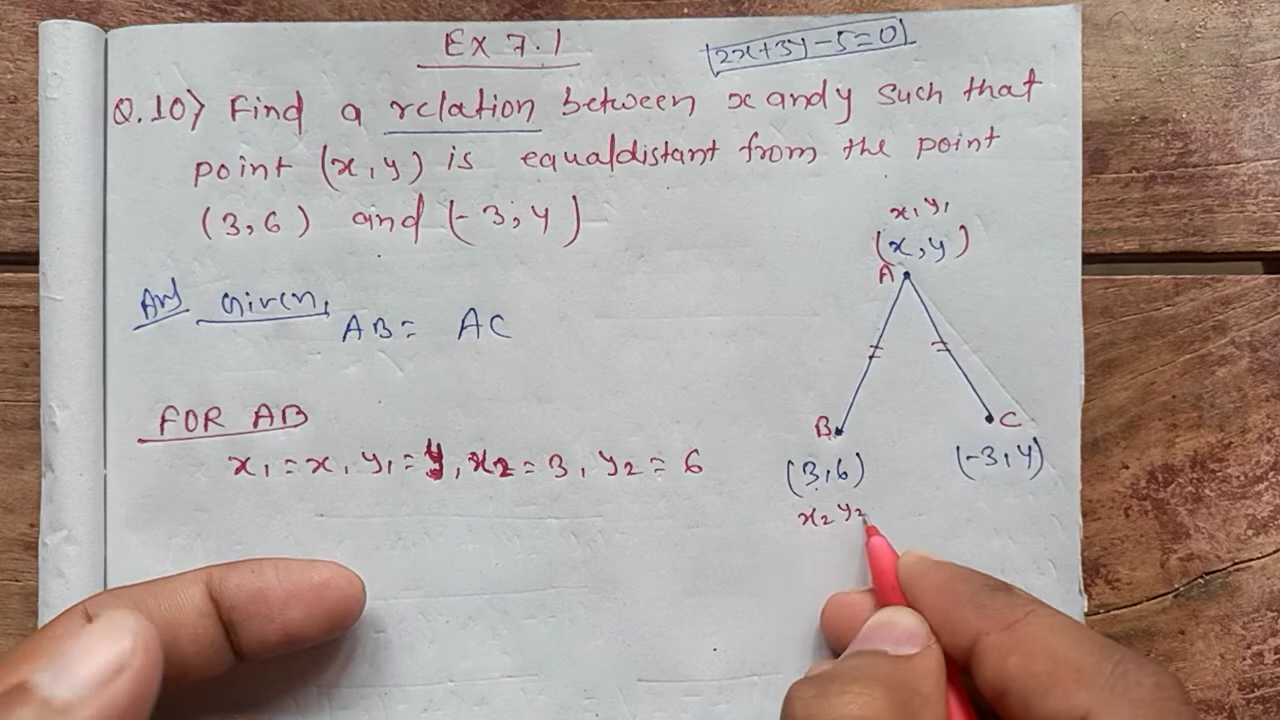 Ex 7.1
2x+3y-5=0
Q.10) Find a relation between x and y such that
point (x,y) is equaldistant from the point
(3,6) and (-3,4)
Ans Given,
AB = AC
FOR AB
x₁ = x, y₁ = y, x₂ = 3, y₂ = 6
x₁ y₁
(x,y)
A
B
C
(3,6)
(-3,4)
x₂ y₂